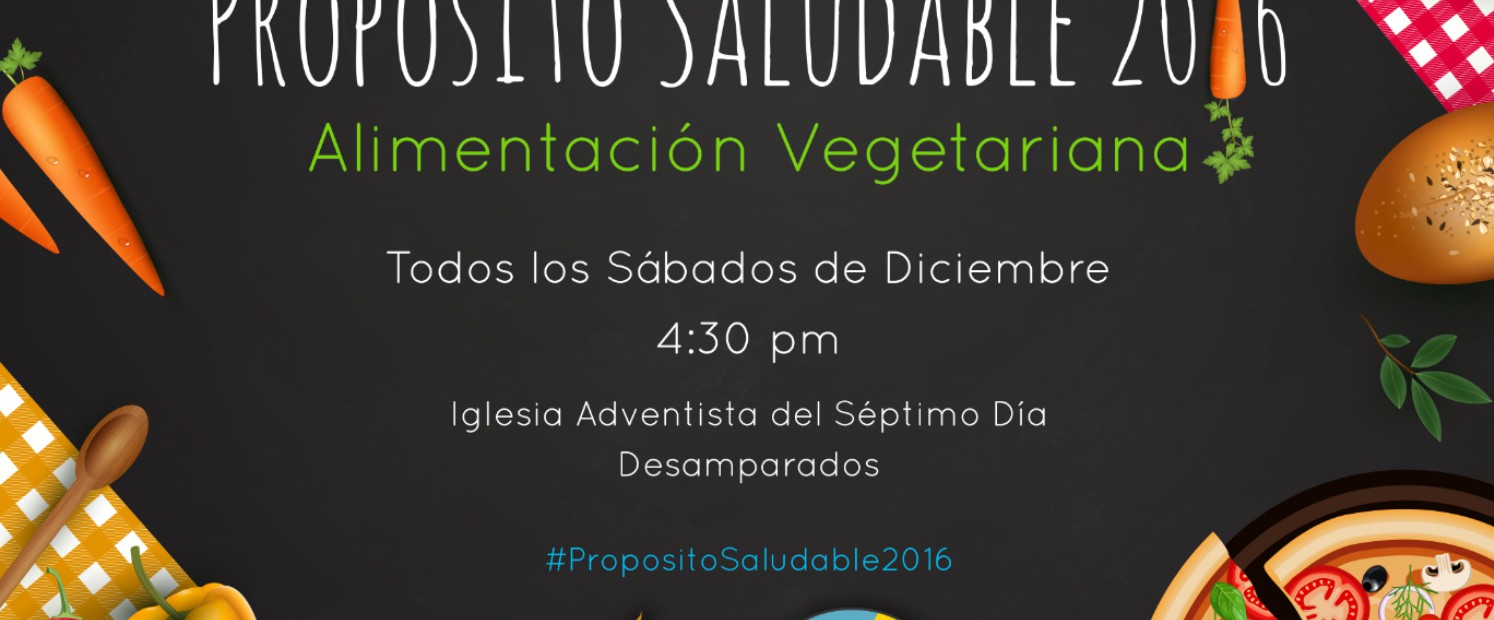 PROPOSITO SALUDABLE 2016
Alimentación Vegetariana
Todos los Sábados de Diciembre
4:30 pm
Iglesia Adventista del Séptimo Día
Desamparados
#PropositoSaludable2016